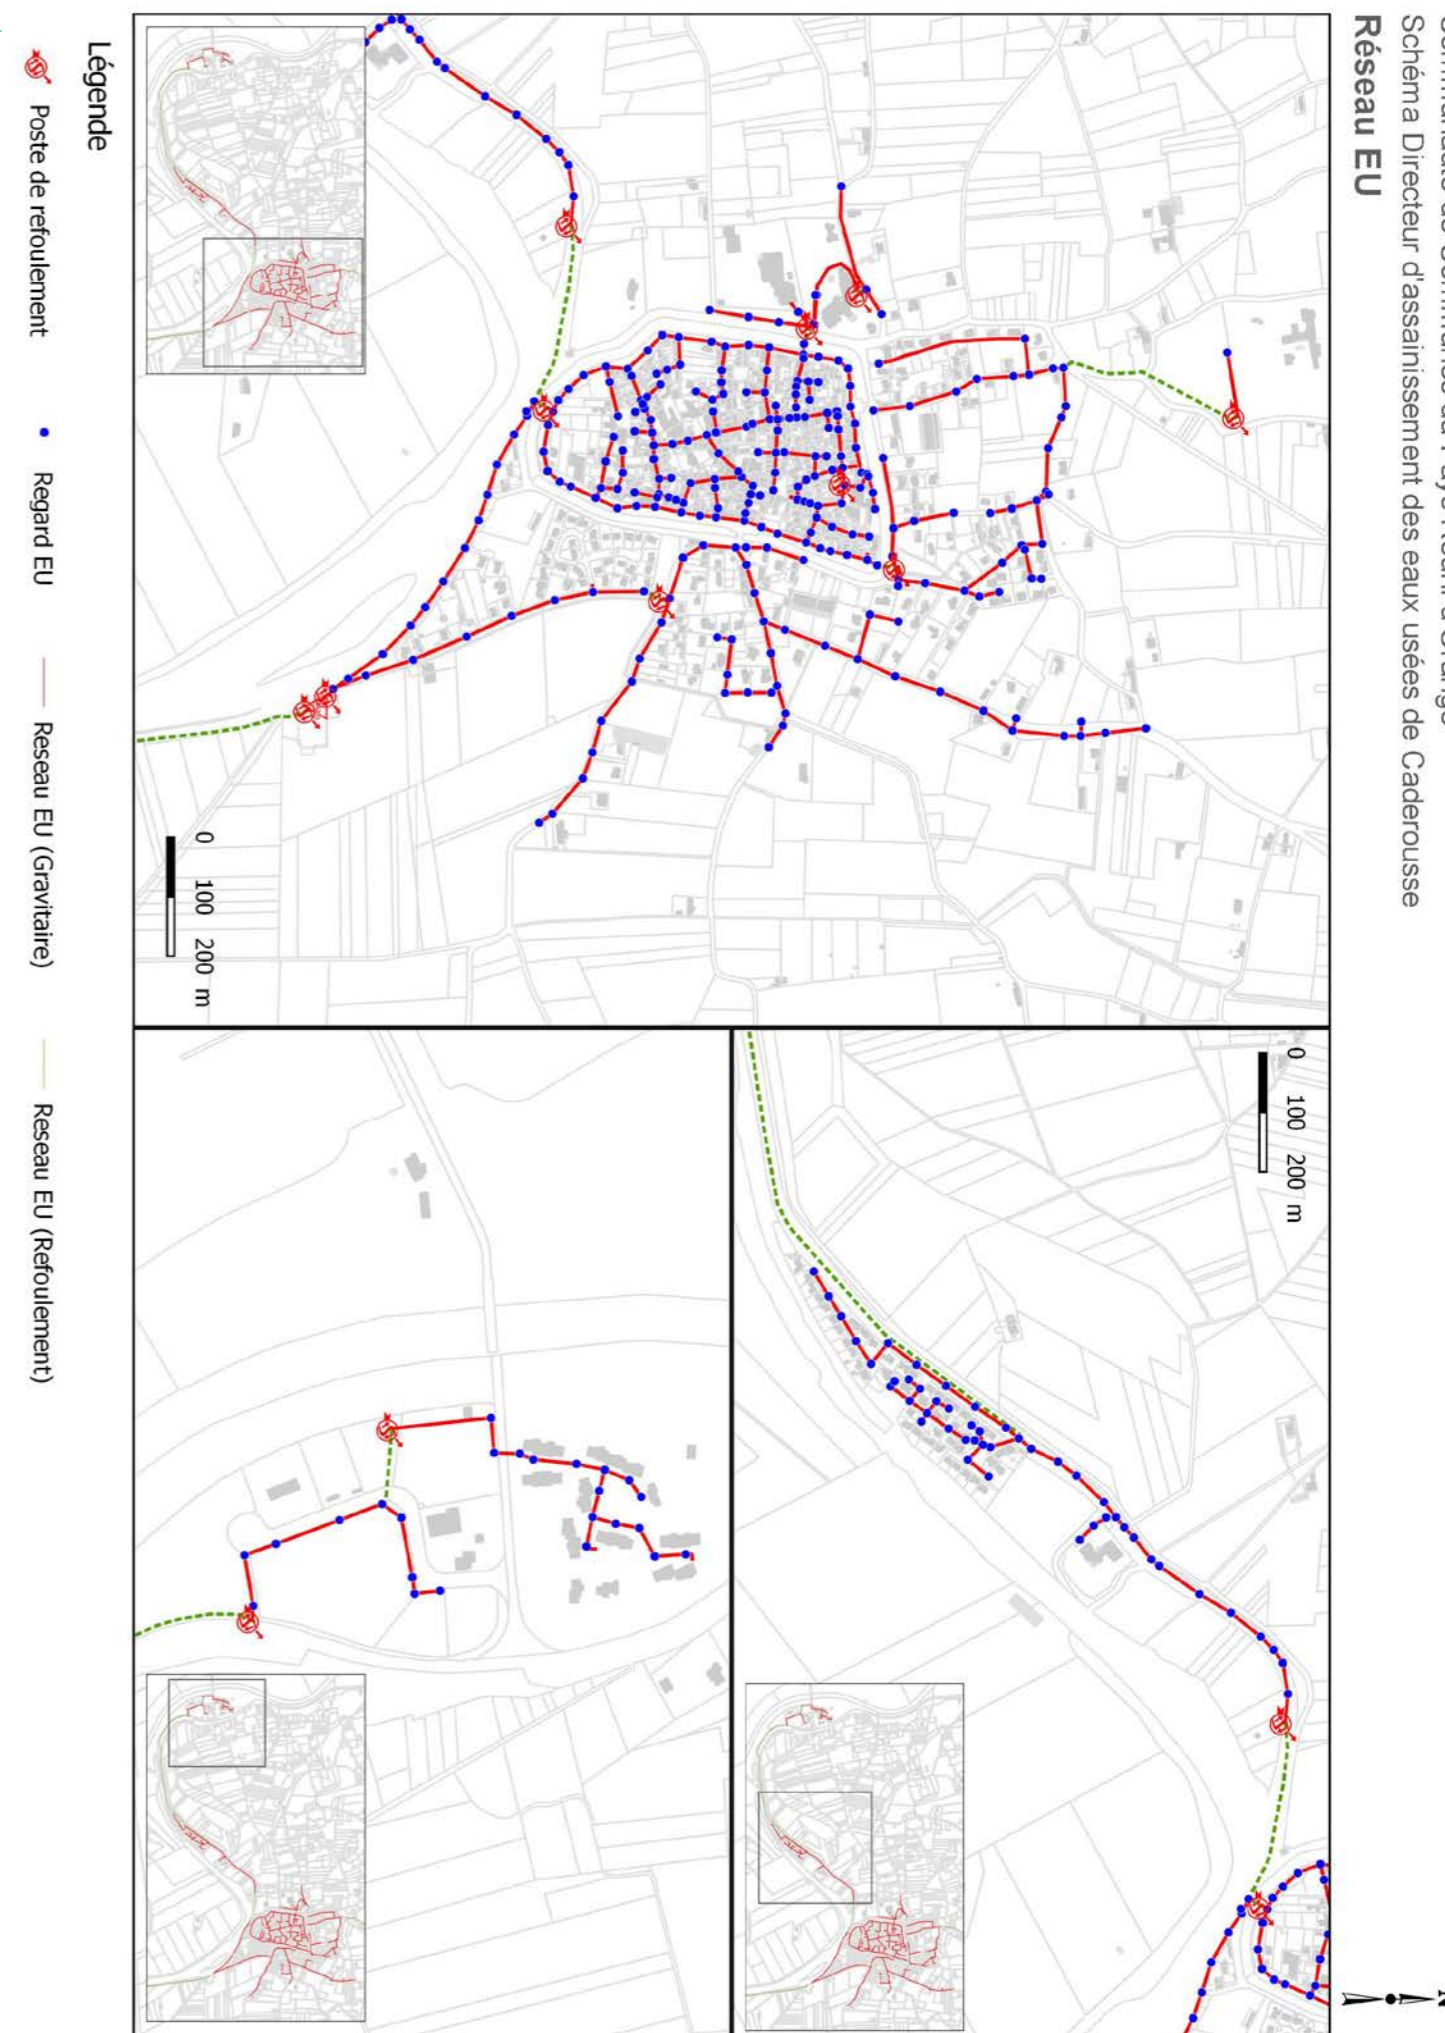 Schéma Directeur d'assainissement des eaux usées de Caderousse
Réseau EU
0 100 200 m
0 100 200 m
N
Légende
Poste de refoulement
Regard EU
Reseau EU (Gravitaire)
Reseau EU (Refoulement)